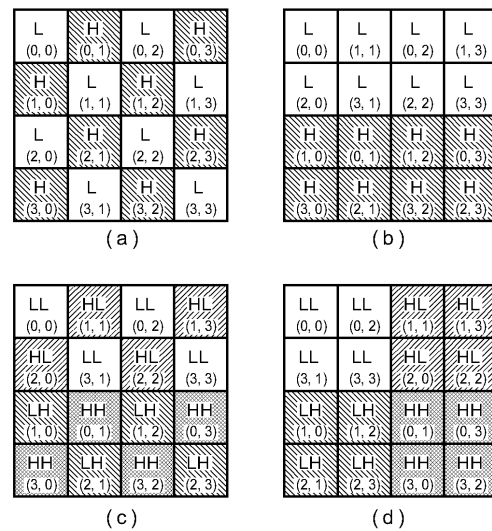 L H L H
(0, 0) (0, 1) (0, 2) (0, 3)
H L H L
(1, 0) (1, 1) (1, 2) (1, 3)
L H L H
(2, 0) (2, 1) (2, 2) (2, 3)
H L H L
(3, 0) (3, 1) (3, 2) (3, 3)
(a)
L L L L
(0, 0) (1, 1) (0, 2) (1, 3)
L L L L
(2, 0) (3, 1) (2, 2) (3, 3)
H H H H
(1, 0) (0, 1) (1, 2) (0, 3)
H H H H
(3, 0) (2, 1) (3, 2) (2, 3)
(b)
LL HL LL HL
(0, 0) (1, 1) (0, 2) (1, 3)
HL LL HL LL
(2, 0) (3, 1) (2, 2) (3, 3)
LH HH LH HH
(1, 0) (0, 1) (1, 2) (0, 3)
HH LH HH LH
(3, 0) (2, 1) (3, 2) (2, 3)
(c)
LL LL HL HL
(0, 0) (0, 2) (1, 1) (1, 3)
LL LL HL HL
(3, 1) (3, 3) (2, 0) (2, 2)
LH LH HH HH
(1, 0) (1, 2) (0, 1) (0, 3)
LH LH HH HH
(2, 1) (2, 3) (3, 0) (3, 2)
(d)